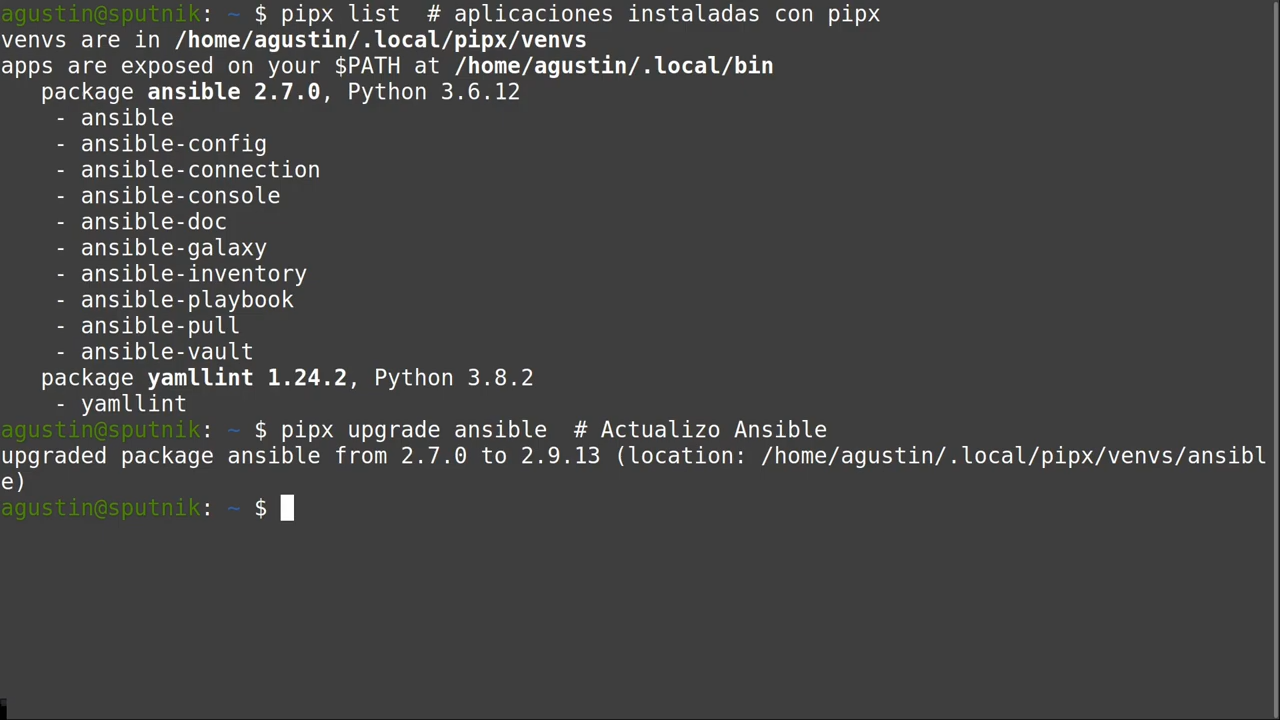 agustin@sputnik: ~ $ pipx list  # aplicaciones instaladas con pipx
venvs are in /home/agustin/.local/pipx/venvs
apps are exposed on your $PATH at /home/agustin/.local/bin
   package ansible 2.7.0, Python 3.6.12
    - ansible
    - ansible-config
    - ansible-connection
    - ansible-console
    - ansible-doc
    - ansible-galaxy
    - ansible-inventory
    - ansible-playbook
    - ansible-pull
    - ansible-vault
   package yamllint 1.24.2, Python 3.8.2
    - yamllint
agustin@sputnik: ~ $ pipx upgrade ansible  # Actualizo Ansible
upgraded package ansible from 2.7.0 to 2.9.13 (location: /home/agustin/.local/pipx/venvs/ansibl
e)
agustin@sputnik: ~ $